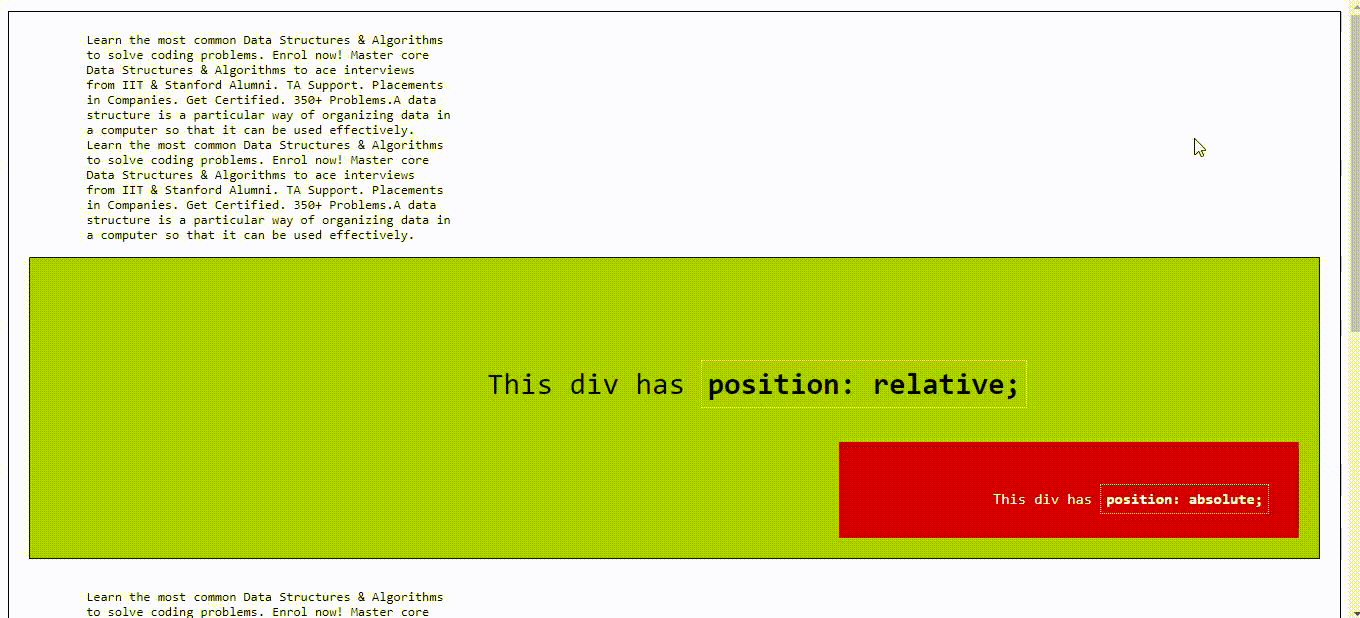 Learn the most common Data Structures & Algorithms
to solve coding problems. Enrol now! Master core
Data Structures & Algorithms to ace interviews
from IIT & Stanford Alumni. TA Support. Placements
in Companies. Get Certified. 350+ Problems.A data
structure is a particular way of organizing data in
a computer so that it can be used effectively.
Learn the most common Data Structures & Algorithms
to solve coding problems. Enrol now! Master core
Data Structures & Algorithms to ace interviews
from IIT & Stanford Alumni. TA Support. Placements
in Companies. Get Certified. 350+ Problems.A data
structure is a particular way of organizing data in
a computer so that it can be used effectively.
This div has position: relative;
This div has position: absolute;
Learn the most common Data Structures & Algorithms
to solve coding problems. Enrol now! Master core